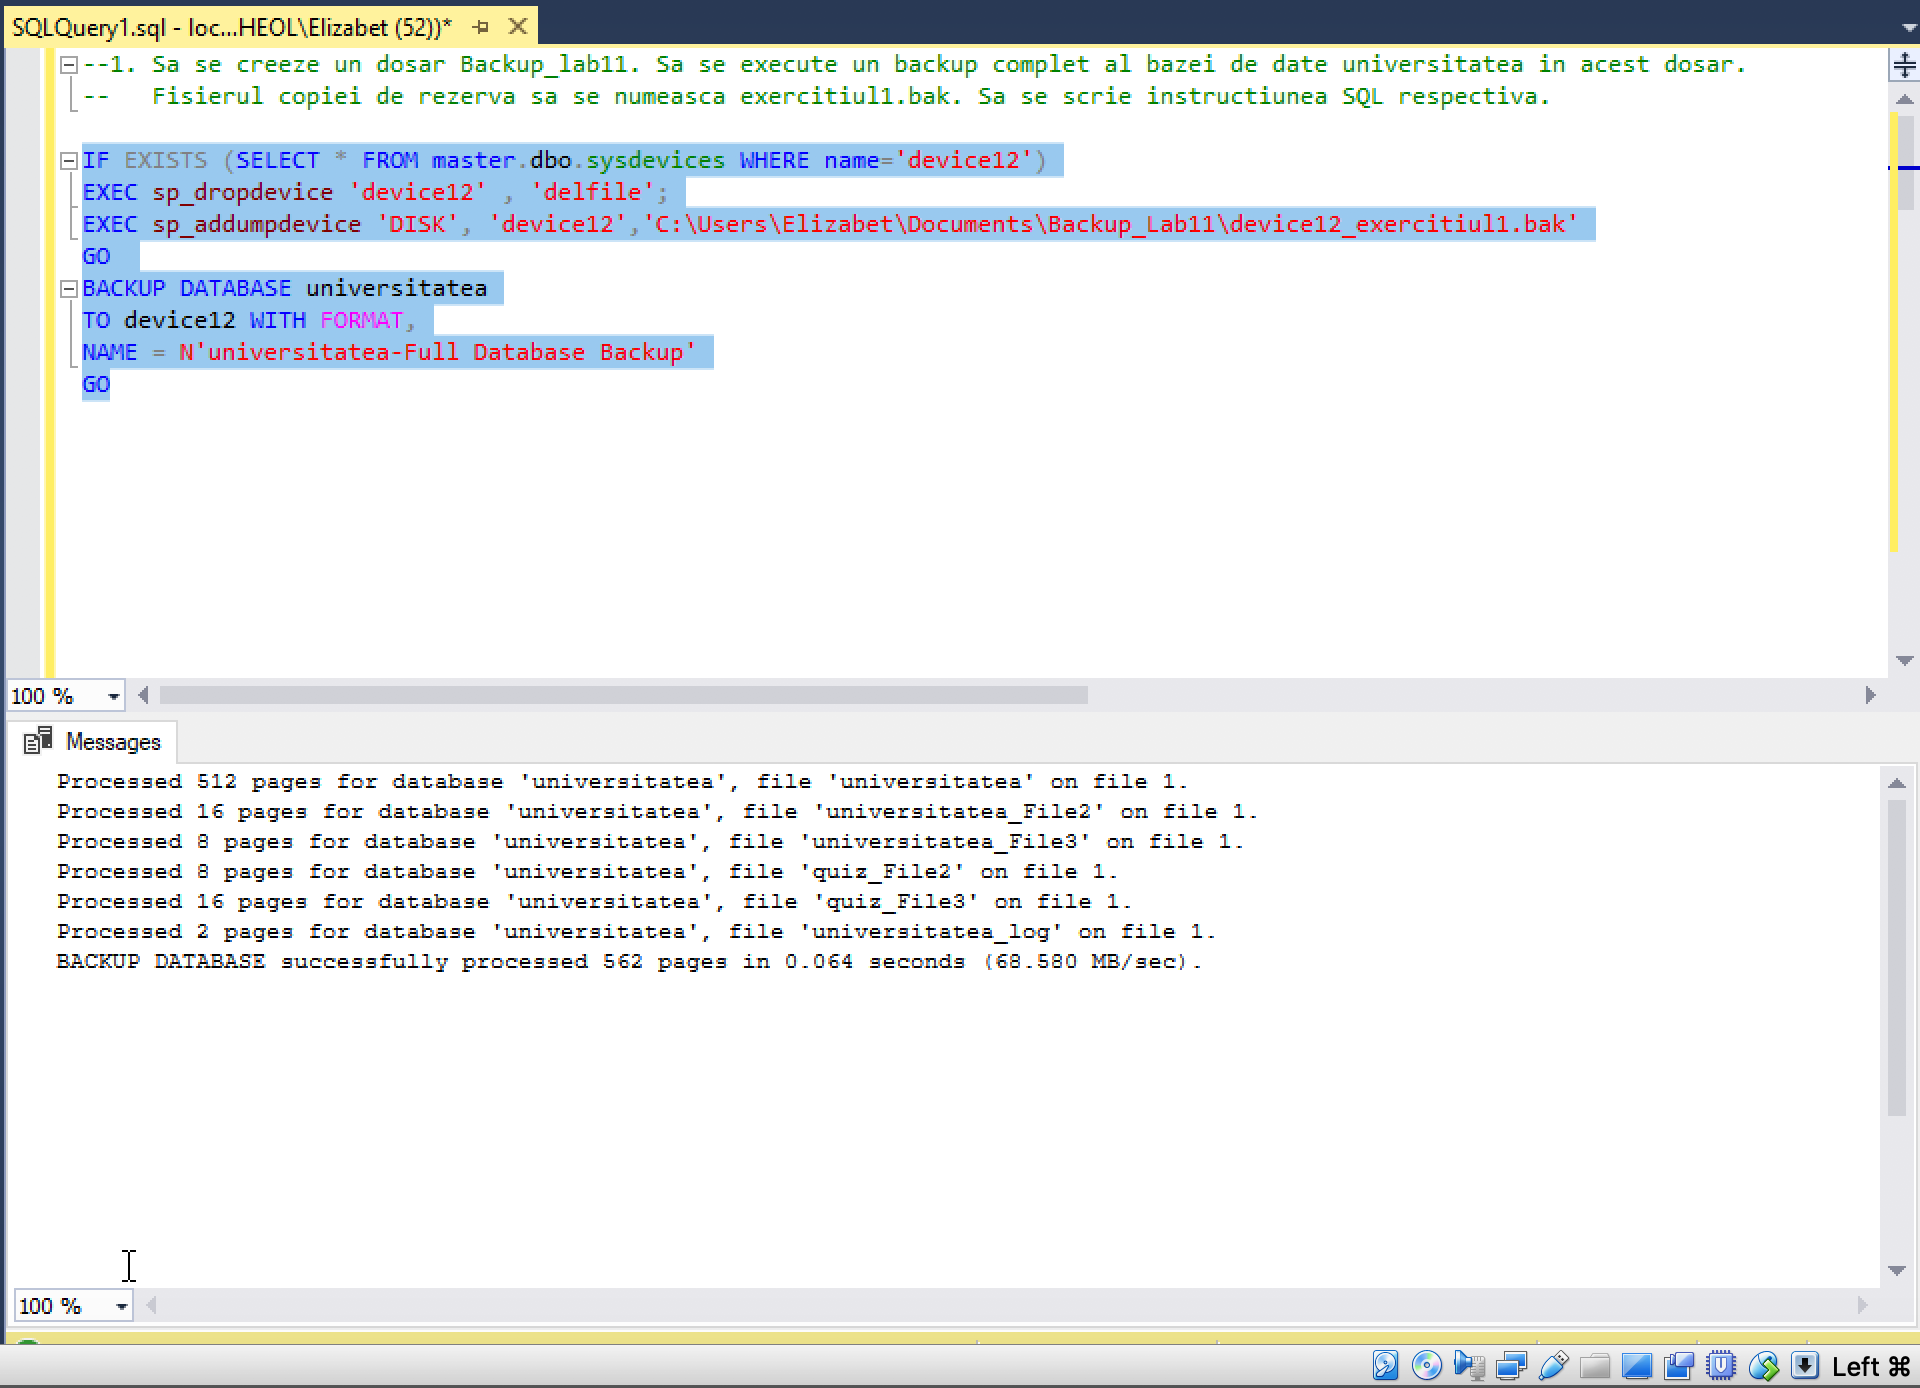 SQLQuery1.sql - loc...HEOL\Elizabet (52))*
--1. Sa se creeze un dosar Backup_lab11. Sa se execute un backup complet al bazei de date universitatea in acest dosar.
--   Fisierul copiei de rezerva sa se numeasca exercitiul1.bak. Sa se scrie instructiunea SQL respectiva.
IF EXISTS (SELECT * FROM master.dbo.sysdevices WHERE name='device12')
EXEC sp_dropdevice 'device12' , 'delfile';
EXEC sp_addumpdevice 'DISK', 'device12','C:\Users\Elizabet\Documents\Backup_Lab11\device12_exercitiul1.bak'
GO
BACKUP DATABASE universitatea
TO device12 WITH FORMAT,
NAME = N'universitatea-Full Database Backup'
GO
100 %
Messages
Processed 512 pages for database 'universitatea', file 'universitatea' on file 1.
Processed 16 pages for database 'universitatea', file 'universitatea_File2' on file 1.
Processed 8 pages for database 'universitatea', file 'universitatea_File3' on file 1.
Processed 8 pages for database 'universitatea', file 'quiz_File2' on file 1.
Processed 16 pages for database 'universitatea', file 'quiz_File3' on file 1.
Processed 2 pages for database 'universitatea', file 'universitatea_log' on file 1.
BACKUP DATABASE successfully processed 562 pages in 0.064 seconds (68.580 MB/sec).
100 %
Left ⌘